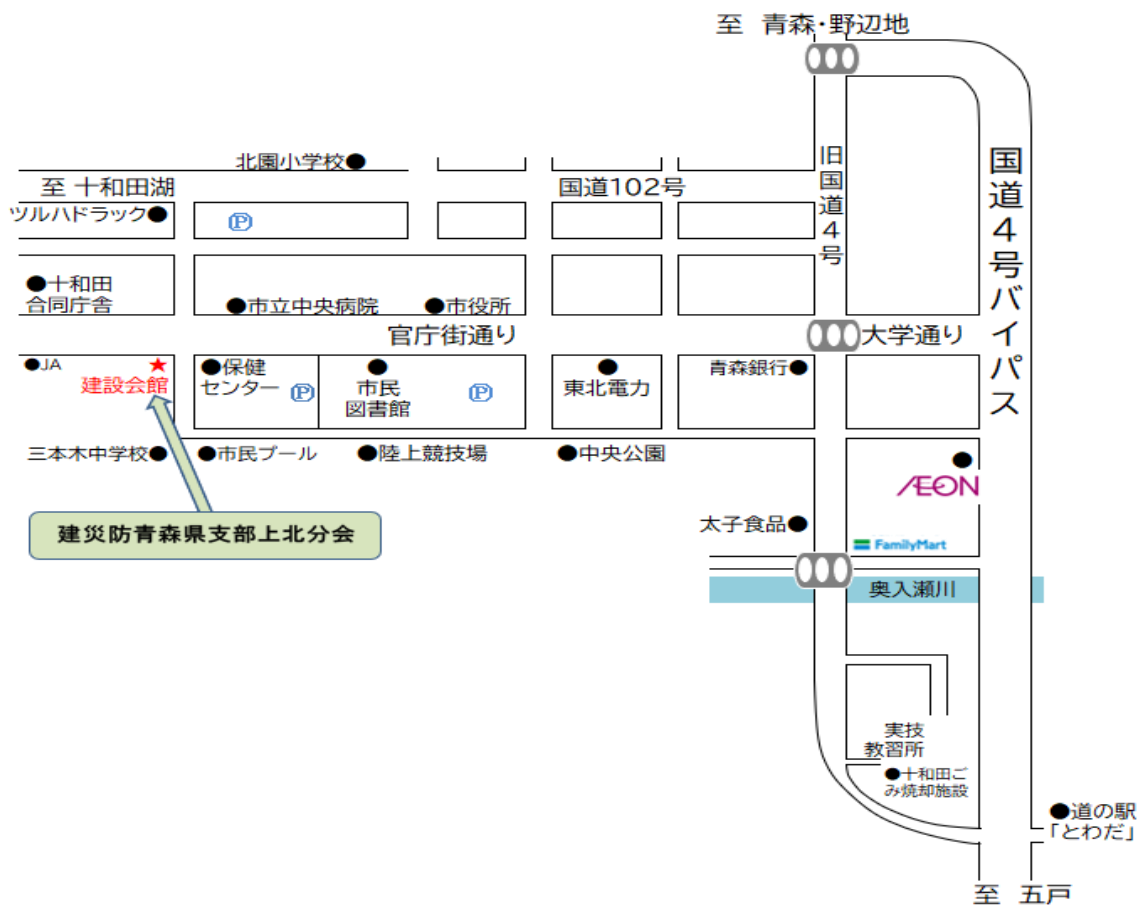 至 青森・野辺地
北園小学校●
至 十和田湖
国道102号
旧国道4号
国道4号バイパス
ツルハドラック●
Ⓟ
●十和田
合同庁舎
●市立中央病院
●市役所
官庁街通り
大学通り
●JA
★
建設会館
●保健
センター
Ⓟ
●
市民
図書館
Ⓟ
●
東北電力
青森銀行●
三本木中学校●
●市民プール
●陸上競技場
●中央公園
●
ÆON
建災防青森県支部上北分会
太子食品●
FamilyMart
奥入瀬川
実技
教習所
●十和田ご
み焼却施設
●道の駅
「とわだ」
至 五戸